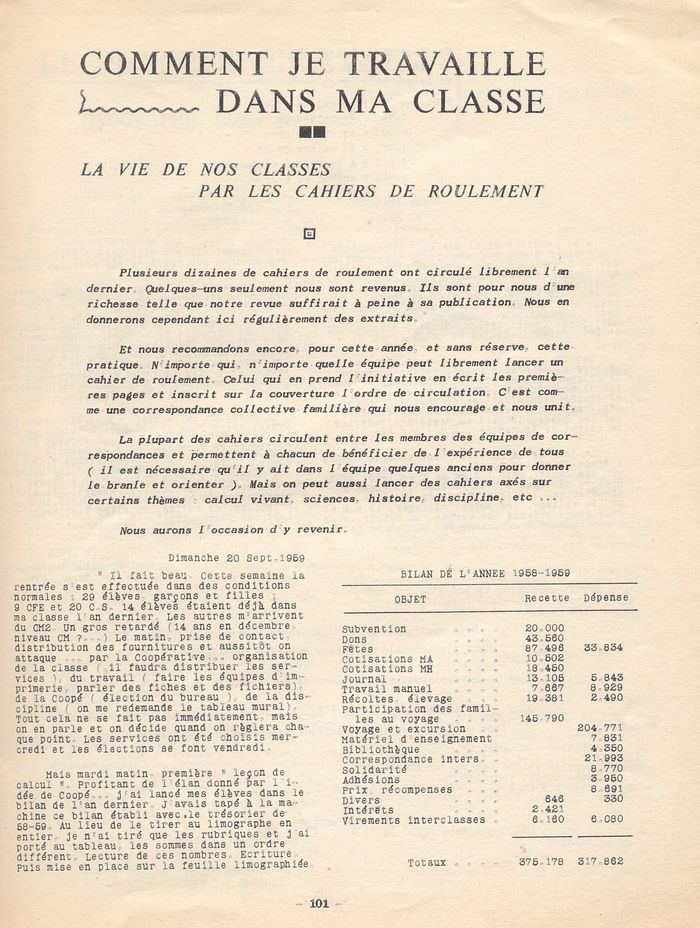 COMMENT JE TRAVAILLE
DANS MA CLASSE
LA VIE DE NOS CLASSES
PAR LES CAHIERS DE ROULEMENT
Plusieurs dizaines de cahiers de roulement ont circulé librement l'an
dernier. Quelques-uns seulement nous sont revenus. Ils sont pour nous d'une
richesse telle que notre revue suffirait à peine à sa publication. Nous en
donnerons cependant ici régulièrement des extraits.
Et nous recommandons encore, pour cette année, et sans réserve, cette
pratique. N'importe qui, n'importe quelle équipe peut librement lancer un
cahier de roulement. Celui qui en prend l'initiative en écrit les premiè-
res pages et inscrit sur la couverture l'ordre de circulation. C'est com-
me une correspondance collective familière qui nous encourage et nous unit.
La plupart des cahiers circulent entre les membres des équipes de cor-
respondances et permettent à chacun de bénéficier de l'expérience de tous
( il est nécessaire qu'il y ait dans l'équipe quelques anciens pour donner
le branle et orienter ). Mais on peut aussi lancer des cahiers axés sur
certains thèmes : calcul vivant, sciences, histoire, discipline, etc ...
Nous aurons l'occasion d'y revenir.
Dimanche 20 Sept.1959
" Il fait beau. Cette semaine la
rentrée s'est effectuée dans des conditions
normales : 29 élèves, garçons et filles ;
9 CFE et 20 C.S. 14 élèves étaient déjà dans
ma classe l'an dernier. Les autres m'arrivent
du CM2. Un gros retardé (14 ans en décembre,
niveau CM ?...) Le matin, prise de contact,
distribution des fournitures et aussitôt on
attaque ... par la Coopérative ... organisation
de la classe ( il faudra distribuer les ser-
vices ), du travail ( faire les équipes d'im-
primerie, parler des fiches et des fichiers),
de la Coopé ( élection du bureau ), de la dis-
cipline ( on me redemande le tableau mural).
Tout cela ne se fait pas immédiatement, mais
on en parle et on décide quand on règlera cha-
que point. Les services ont été choisis mer-
credi et les élections se font vendredi.
Mais mardi matin, première " leçon de
calcul ". Profitant de l'élan donné par l'i-
dée de Coopé... j'ai lancé mes élèves dans le
bilan de l'an dernier. J'avais tapé à la ma-
chine ce bilan établi avec.le trésorier de
58-59. Au lieu de le tirer au limographe en
entier, je n'ai tiré que les rubriques et j'ai
porté au tableau, les sommes dans un ordre
différent. Lecture de ces nombres. Ecriture.
Puis mise en place sur la feuille limographiée.
BILAN DE L'ANNEE 1958-1959
OBJET Recette Dépense
Subvention . . . . 20.000
Dons . . . . 43.560
Fêtes . . . . 87.496 33.834
Cotisations MA . . . . 10.502
Cotisations MH . . . . 18.450
Journal . . . . 13.105 5.843
Travail manuel . . . . 7.667 8.929
Récoltes, élevage . . . . 19.381 2.490
Participation des famil-
les au voyage . . . . 145.790
Voyage et excursion . . . . 204.771
Matériel d'enseignement 7.831
Bibliothèque . . . . 4.350
Correspondance inters. . . . 21.993
Solidarité . . . . 8.770
Adhésions . . . . 3.950
Prix, récompenses . . . . 8.691
Divers . . . . 646 330
Intérêts . . . . 2.421
Virements interclasses . 6.160 6.080
Totaux . . . . 375.178 317.862
- 101 -